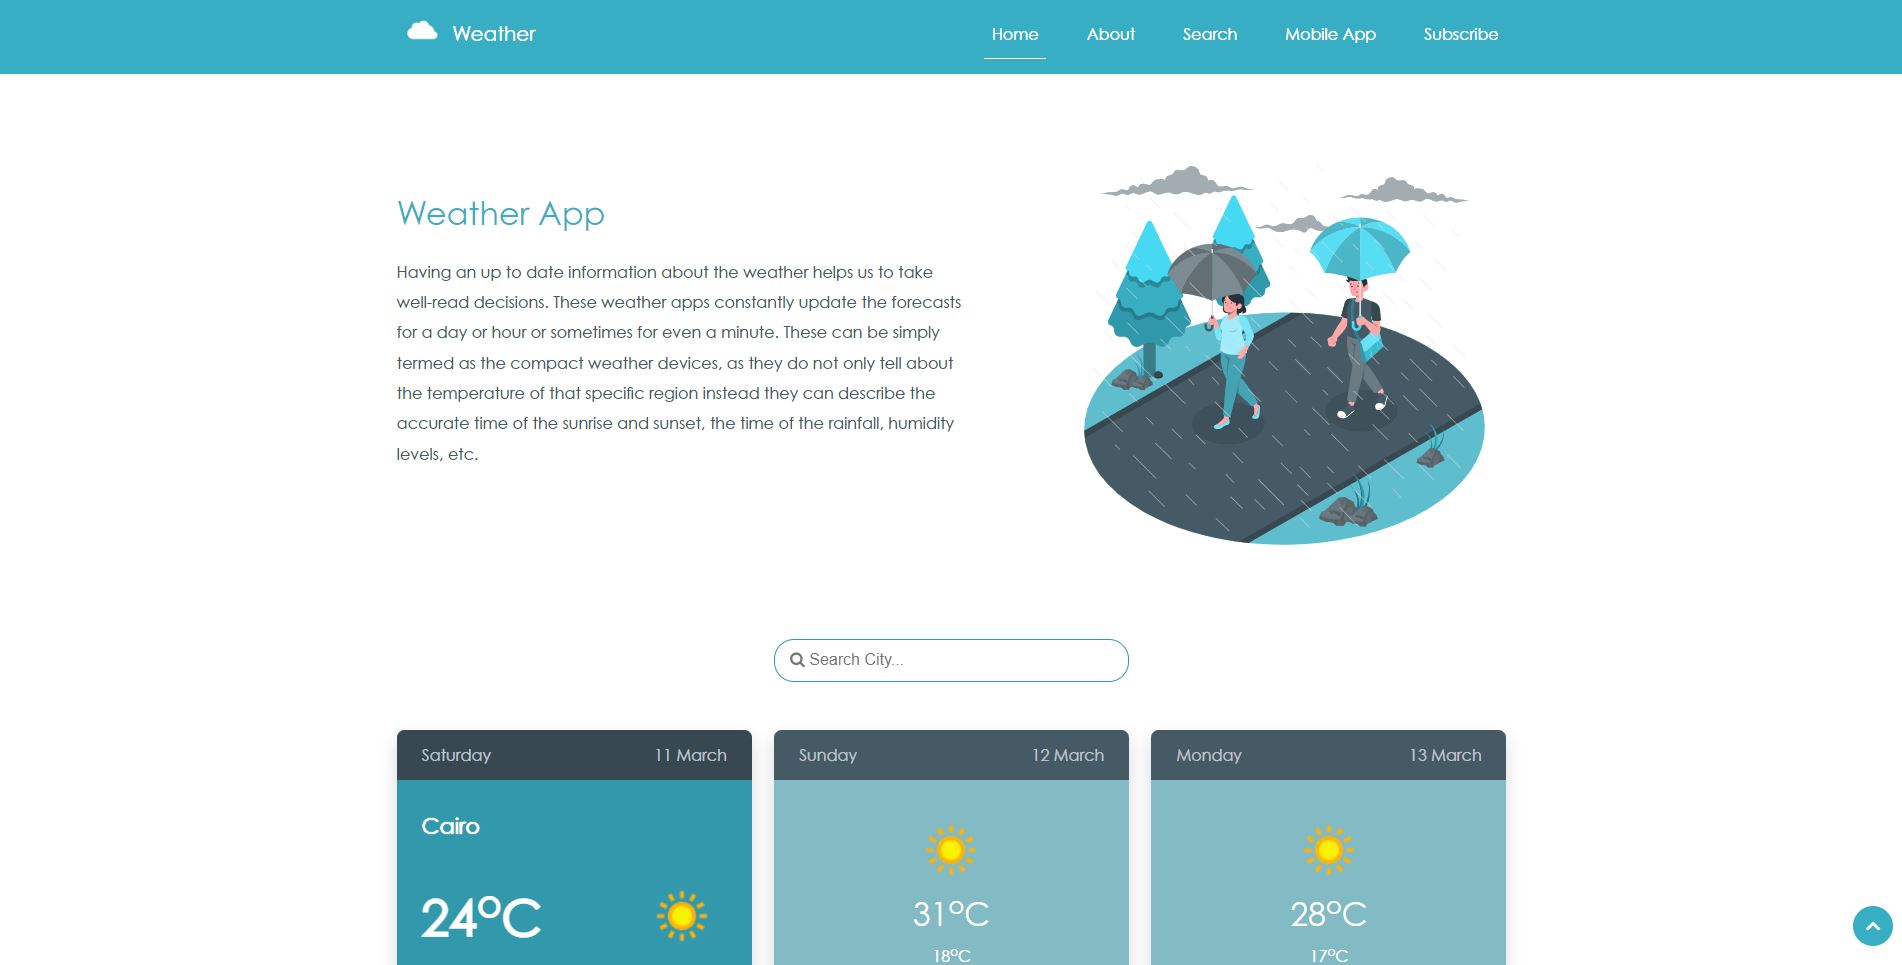 Weather
Home About Search Mobile App Subscribe
Weather App
Having an up to date information about the weather helps us to take
well-read decisions. These weather apps constantly update the forecasts
for a day or hour or sometimes for even a minute. These can be simply
termed as the compact weather devices, as they do not only tell about
the temperature of that specific region instead they can describe the
accurate time of the sunrise and sunset, the time of the rainfall, humidity
levels, etc.
Search City...
Saturday 11 March
Cairo
24°C
Sunday 12 March
31°C
18°C
Monday 13 March
28°C
17°C